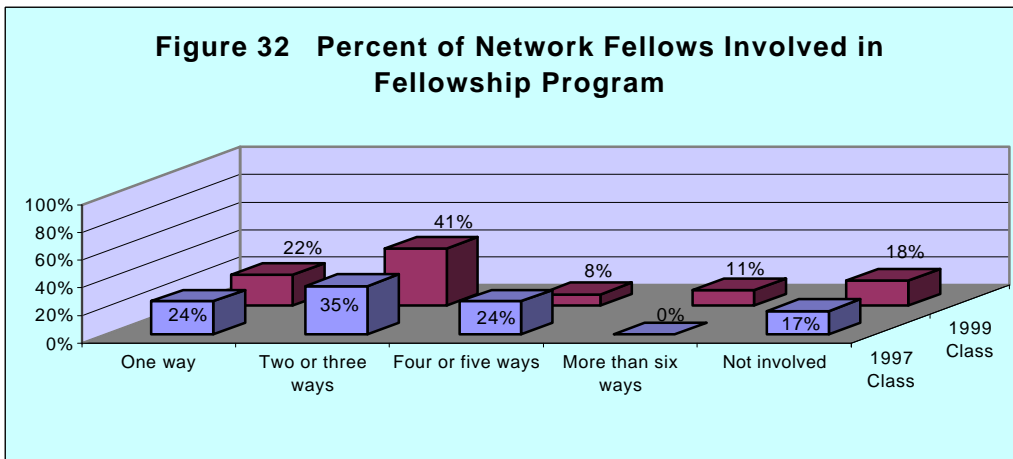 Figure 32 Percent of Network Fellows Involved in
Fellowship Program
100%
80%
60%
40%
20%
0%
22%
41%
8%
11%
18%
24%
35%
24%
0%
17%
One way
Two or three
ways
Four or five ways
More than six
ways
Not involved
1997
Class
1999
Class